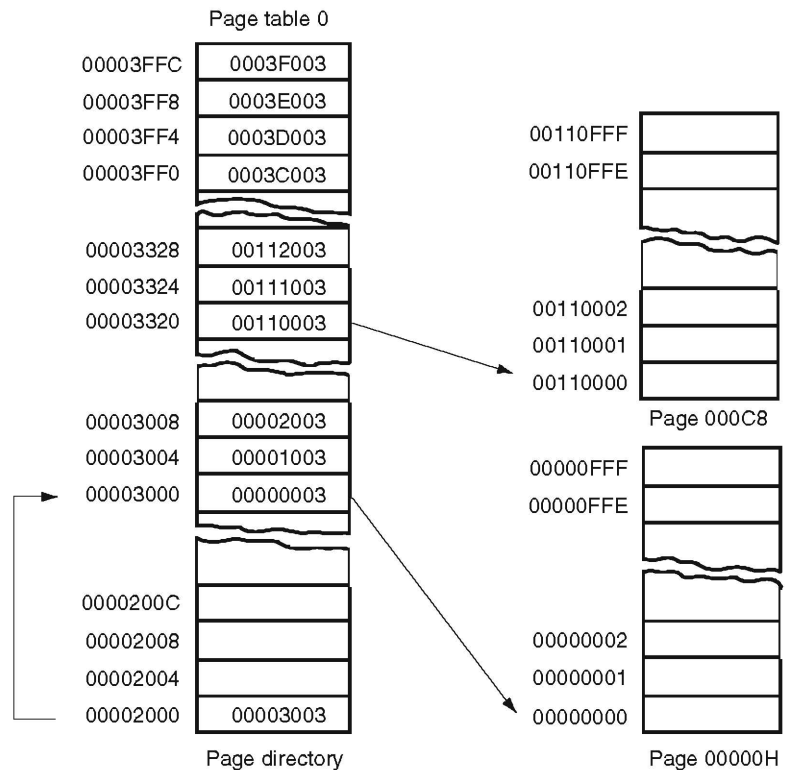 Page table 0
00003FFC 0003F003
00003FF8 0003E003
00003FF4 0003D003
00003FF0 0003C003
00003328 00112003
00003324 00111003
00003320 00110003
00003008 00002003
00003004 00001003
00003000 00000003
0000200C
00002008
00002004
00002000 00003003
Page directory
00110FFF
00110FFE
00110002
00110001
00110000
Page 000C8
00000FFF
00000FFE
00000002
00000001
00000000
Page 00000H